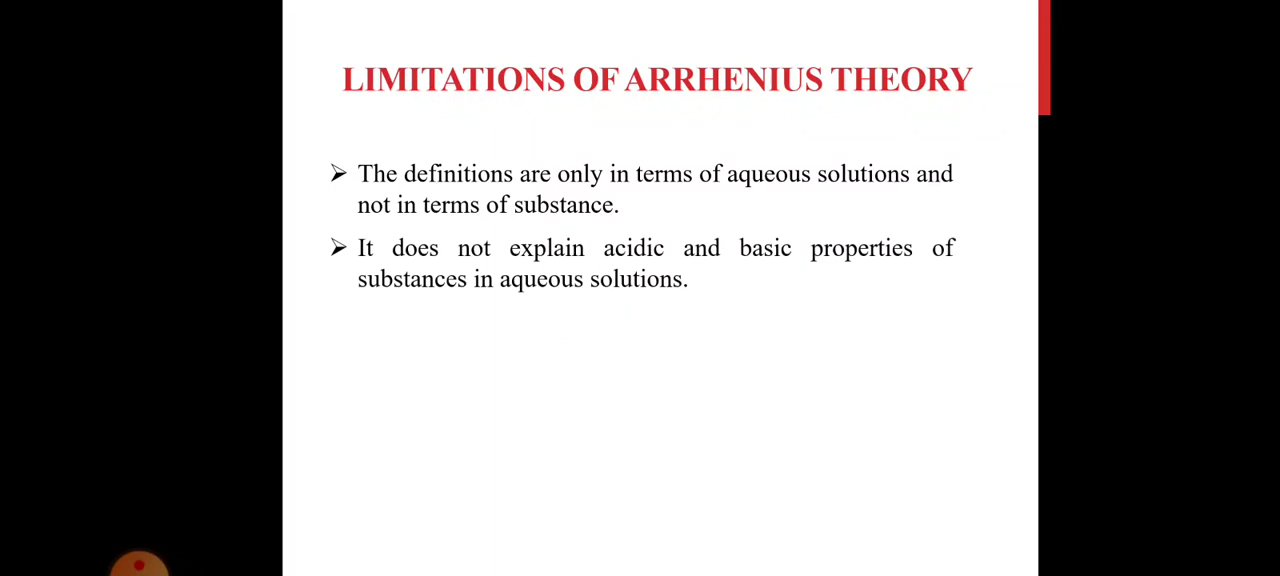 LIMITATIONS OF ARRHENIUS THEORY
➢ The definitions are only in terms of aqueous solutions and
not in terms of substance.
➢ It does not explain acidic and basic properties of
substances in aqueous solutions.